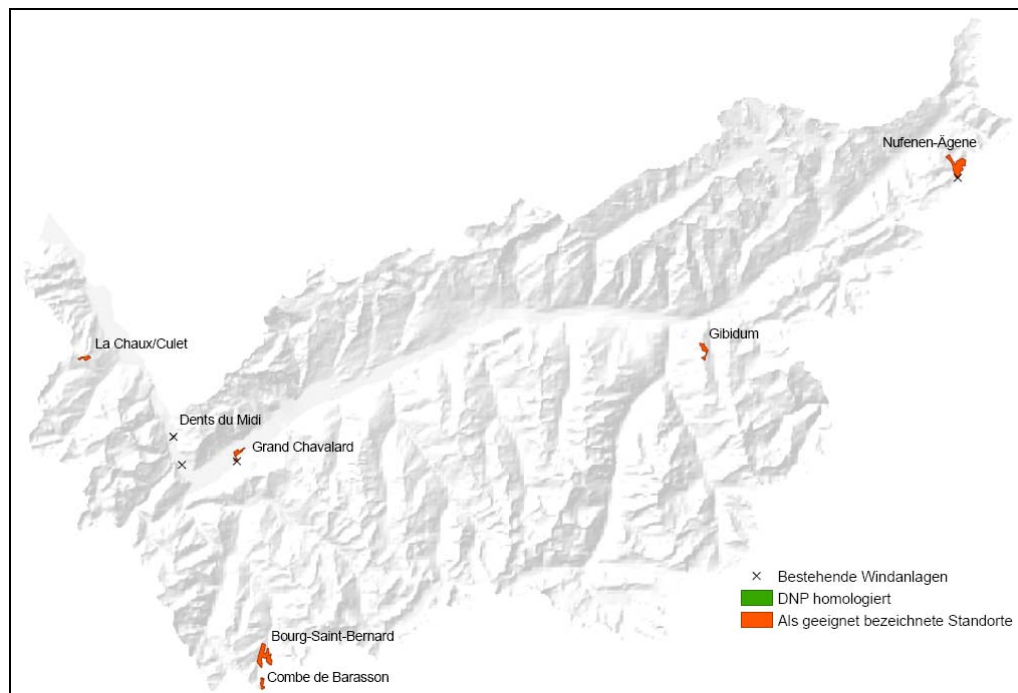 Nufenen-Ägene
Gibidum
La Chaux/Culet
Dents du Midi
Grand Chavalard
Bourg-Saint-Bernard
Combe de Barasson
Bestehende Windanlagen
DNP homologiert
Als geeignet bezeichnete Standorte